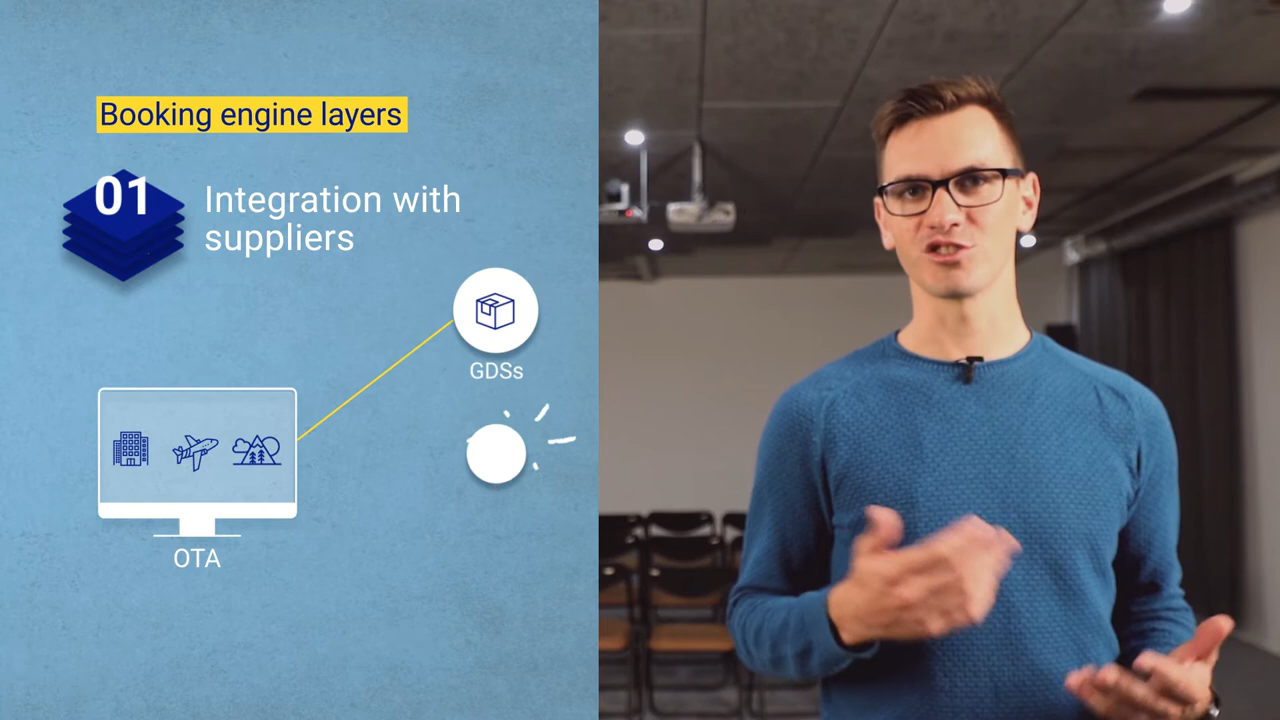 Booking engine layers
01
Integration with
suppliers
GDSs
OTA